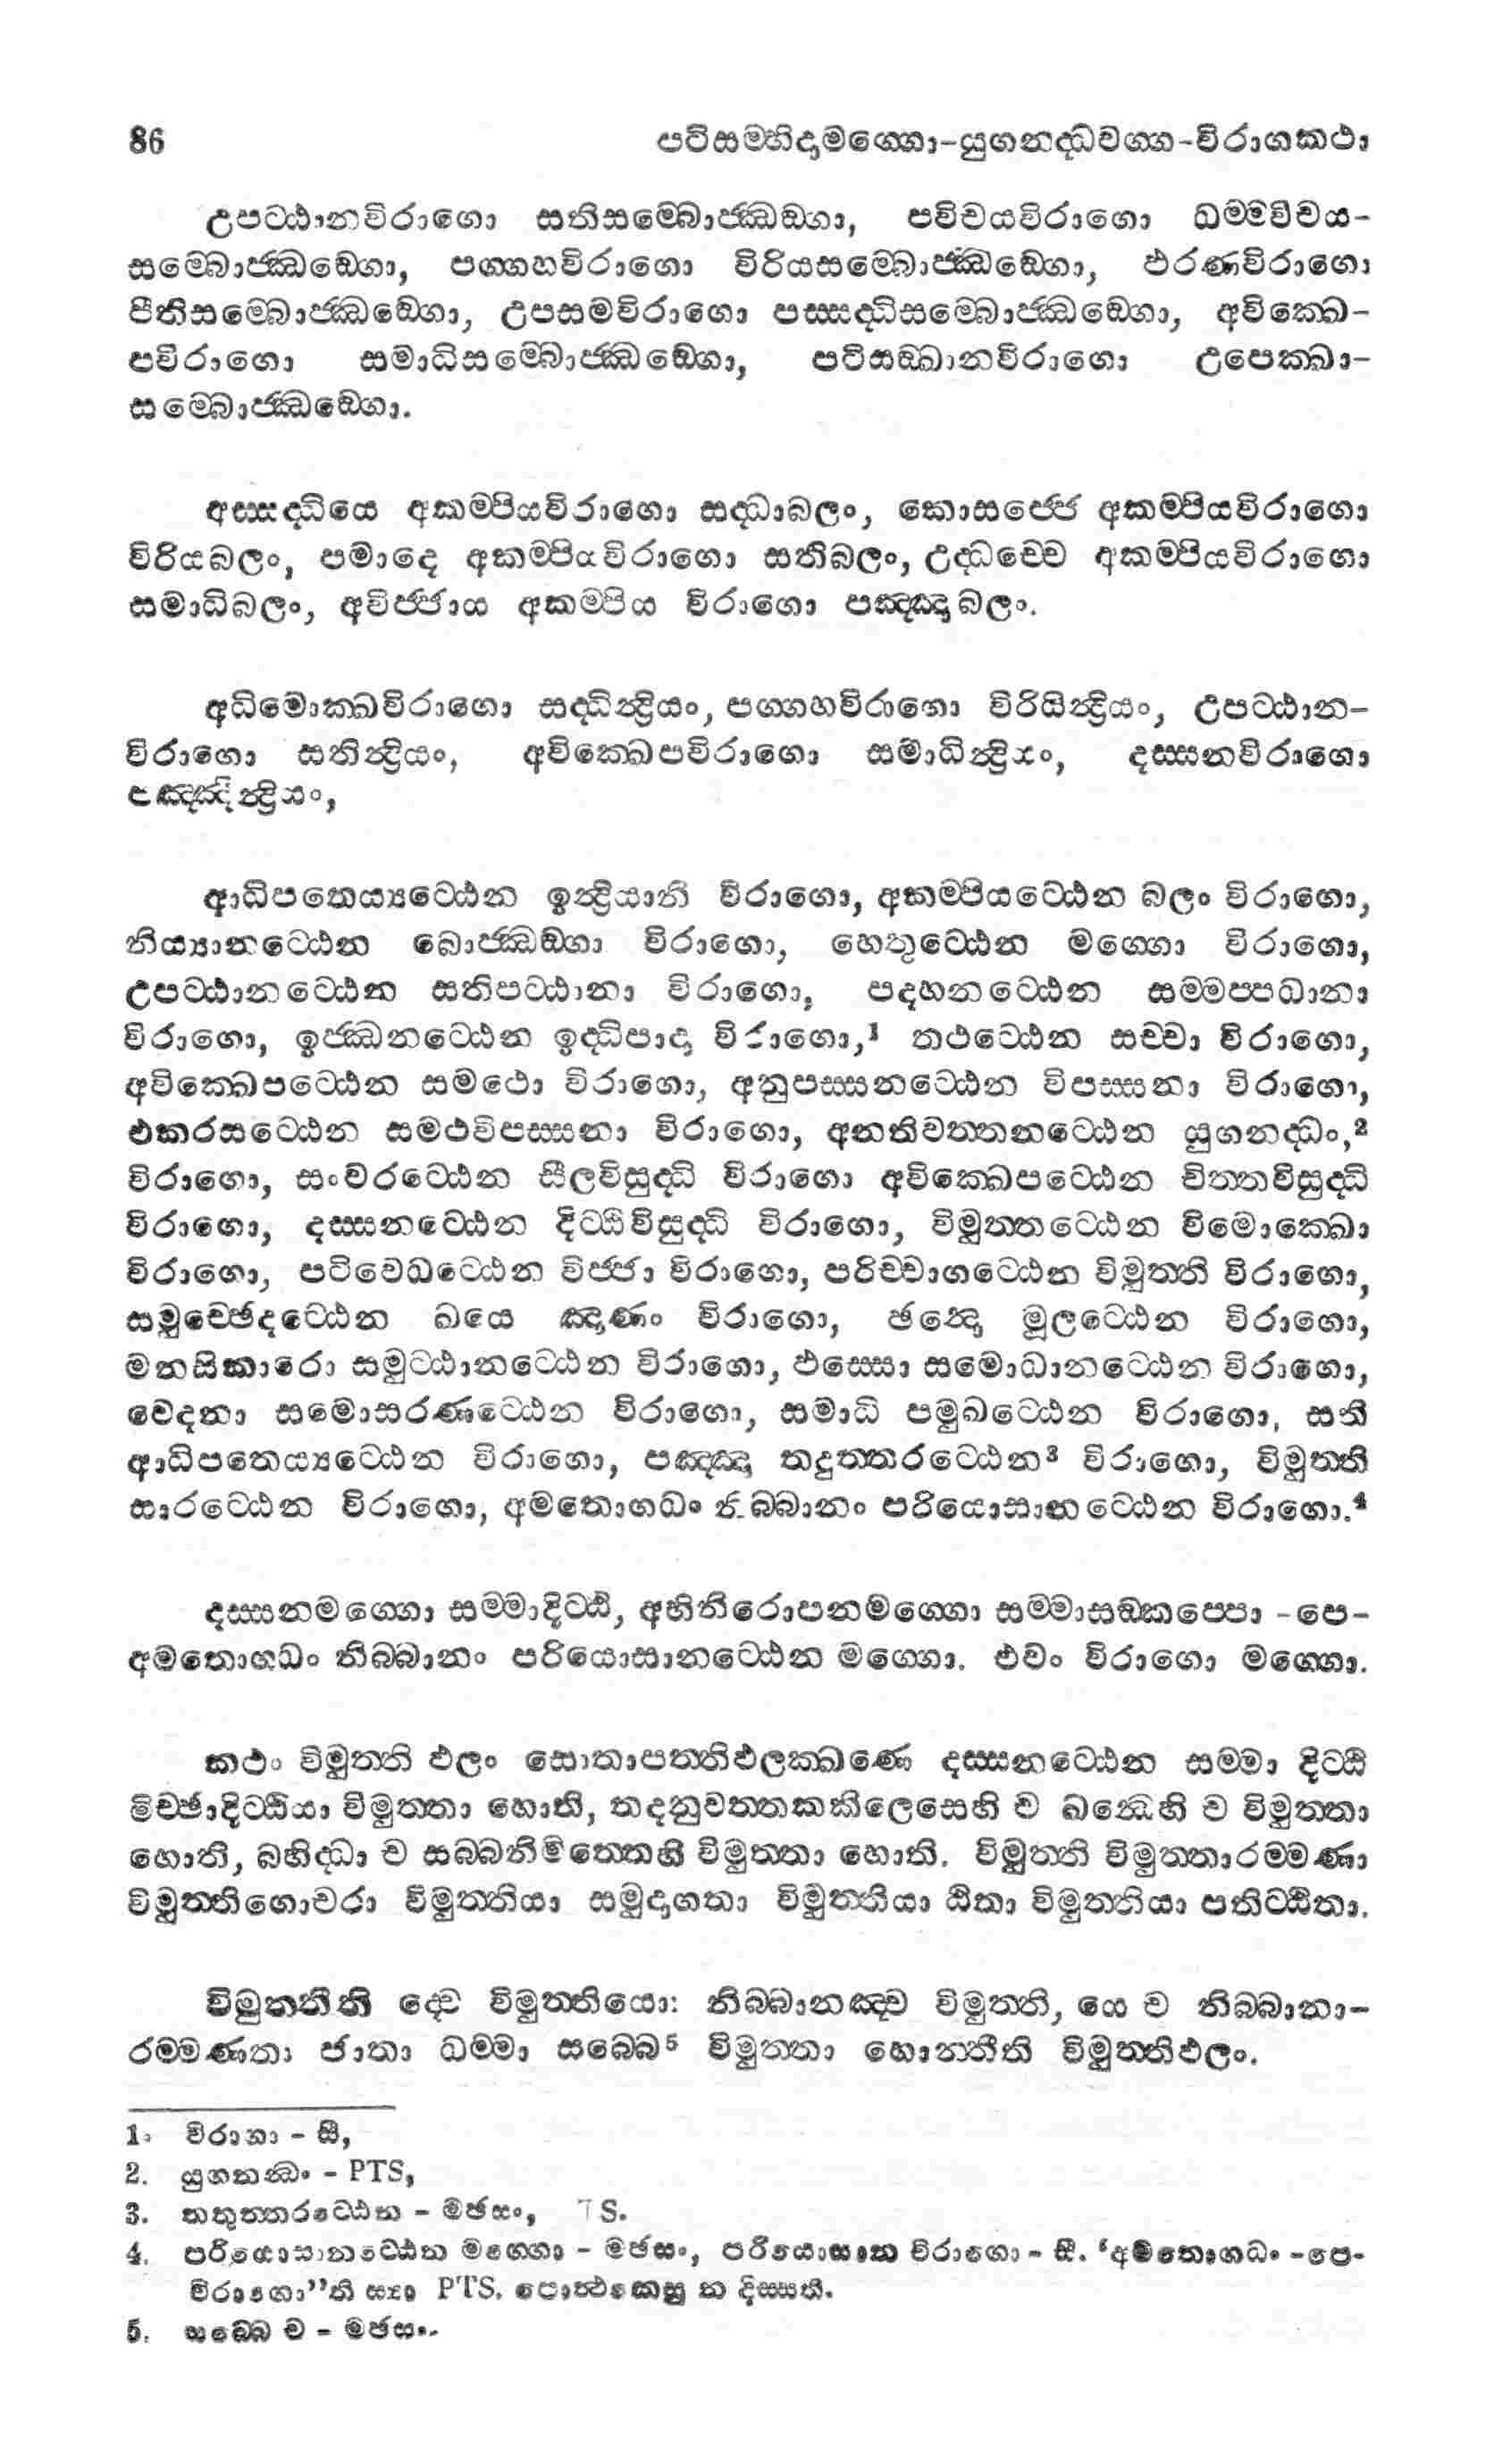 86 පටිසම්භිදාමග්ගො-යුගනද්ධවග්ග-විරාගකථා
උපට්ඨානවිරාගො සතිසම්බොජ්ඣඞ්ගා, පවිචයවිරාගො ධම්මවිචය-
සම්බොජ්ඣඞ්ගො, පග්ගහවිරාගො විරියසම්බොජ්ඣඞ්ගො, ඵරණවිරාගො
පීතිසම්බොජ්ඣඞ්ගො, උපසමවිරාගො පස්සද්ධිසම්බොජ්ඣඞ්ගො, අවික්ඛෙ-
පවිරාගො සමාධිසම්බොජ්ඣඞ්ගො, පටිසඞ්ඛානවිරාගො උපෙක්ඛා-
සම්බොජ්ඣඞ්ගො.
අස්සද්ධියෙ අකම්පියවිරාගො සද්ධාබලං, කොසජ්ජෙ අකම්පියවිරාගො
විරියබලං, පමාදෙ අකම්පියවිරාගො සතිබලං, උද්ධච්චෙ අකම්පියවිරාගො
සමාධිබලං, අවිජ්ජාය අකම්පිය විරාගො පඤ්ඤාබලං.
අධිමොක්ඛවිරාගො සද්ධින්ද්‍රියං, පග්ගහවිරාගො විරියින්ද්‍රියං, උපට්ඨාන-
විරාගො සතින්ද්‍රියං, අවික්ඛෙපවිරාගො සමාධින්ද්‍රියං, දස්සනවිරාගො
පඤ්ඤින්ද්‍රියං,
ආධිපතෙය්‍යට්ඨෙන ඉන්ද්‍රියානි විරාගො, අකම්පියට්ඨෙන බලං විරාගො,
නිය්‍යානට්ඨෙන බොජ්ඣඞ්ගා විරාගො, හෙතුට්ඨෙන මග්ගො විරාගො,
උපට්ඨානට්ඨෙන සතිපට්ඨානා විරාගො, පදහනට්ඨෙන සම්මප්පධානා
විරාගො, ඉජ්ඣනට්ඨෙන ඉද්ධිපාදා විරාගො,¹ තථට්ඨෙන සච්චා විරාගො,
අවික්ඛෙපට්ඨෙන සමථො විරාගො, අනුපස්සනට්ඨෙන විපස්සනා විරාගො,
එකරසට්ඨෙන සමථවිපස්සනා විරාගො, අනතිවත්තනට්ඨෙන යුගනද්ධං,²
විරාගො, සංවරට්ඨෙන සීලවිසුද්ධි විරාගො අවික්ඛෙපට්ඨෙන චිත්තවිසුද්ධි
විරාගො, දස්සනට්ඨෙන දිට්ඨිවිසුද්ධි විරාගො, විමුත්තට්ඨෙන විමොක්ඛො
විරාගො, පටිවෙධට්ඨෙන විජ්ජා විරාගො, පරිච්චාගට්ඨෙන විමුත්ති විරාගො,
සමුච්ඡෙදට්ඨෙන ඛයෙ ඤාණං විරාගො, ඡන්දො මූලට්ඨෙන විරාගො,
මනසිකාරො සමුට්ඨානට්ඨෙන විරාගො, ඵස්සො සමොධානට්ඨෙන විරාගො,
වෙදනා සමොසරණට්ඨෙන විරාගො, සමාධි පමුඛට්ඨෙන විරාගො, සති
ආධිපතෙය්‍යට්ඨෙන විරාගො, පඤ්ඤා තදුත්තරට්ඨෙන³ විරාගො, විමුත්ති
සාරට්ඨෙන විරාගො, අමතොගධං නිබ්බානං පරියොසානට්ඨෙන විරාගො.⁴
දස්සනමග්ගො සම්මාදිට්ඨි, අභිනිරොපනමග්ගො සම්මාසඞ්කප්පො -පෙ-
අමතොගධං නිබ්බානං පරියොසානට්ඨෙන මග්ගො. එවං විරාගො මග්ගො.
කථං විමුත්ති ඵලං සොතාපත්තිඵලක්ඛණෙ දස්සනට්ඨෙන සම්මා දිට්ඨි
මිච්ඡාදිට්ඨියා විමුත්තා හොති, තදනුවත්තකකිලෙසෙහි ච ඛන්ධෙහි ච විමුත්තා
හොති, බහිද්ධා ච සබ්බනිමිත්තෙහි විමුත්තා හොති. විමුත්ති විමුත්තාරම්මණා
විමුත්තිගොචරා විමුත්තියා සමුදාගතා විමුත්තියා ඨිතා විමුත්තියා පතිට්ඨිතා.
විමුත්තීති ද්වෙ විමුත්තියො: නිබ්බානඤ්ච විමුත්ති, යෙ ච නිබ්බානා-
රම්මණතා ජාතා ධම්මා සබ්බෙ⁵ විමුත්තා හොන්තීති විමුත්තිඵලං.
1. විරාගා - සී,
2. යුගනන්ධං - PTS,
3. තතුත්තරට්ඨෙන - මඡසං, TS.
4. පරියොසානට්ඨෙන මග්ගො - මඡසං, පරියොසාන විරාගො - සී. ‘අමතොගධං -පෙ-
විරාගො”ති ඝ්‍යා PTS. පොත්ථකෙසු න දිස්සති.
5. සබ්බෙ ච - මඡසං.